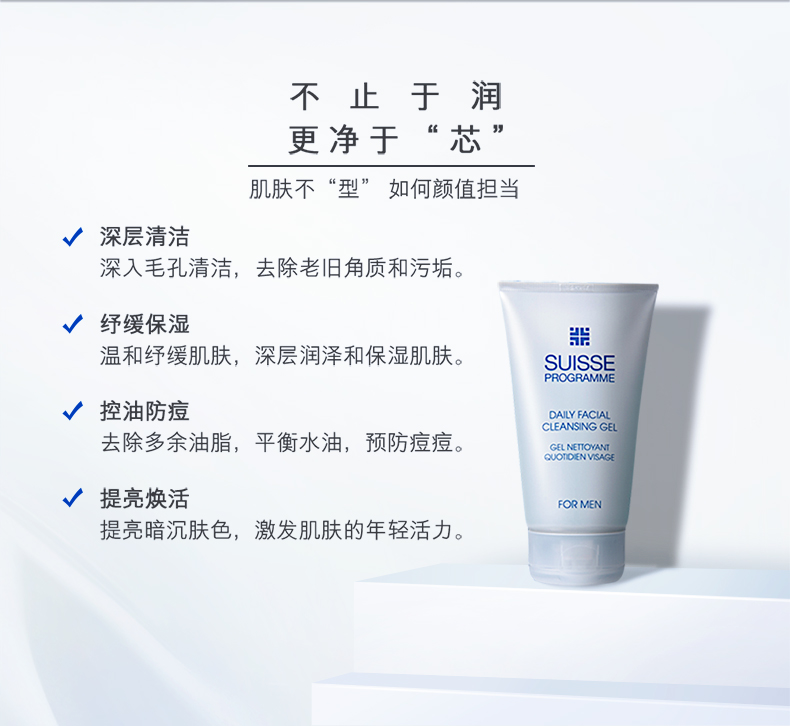 不止于润
更净于“芯”
肌肤不“型” 如何颜值担当
深层清洁
深入毛孔清洁，去除老旧角质和污垢。
纾缓保湿
温和纾缓肌肤，深层润泽和保湿肌肤。
控油防痘
去除多余油脂，平衡水油，预防痘痘。
提亮焕活
提亮暗沉肤色，激发肌肤的年轻活力。
SUISSE
PROGRAMME
DAILY FACIAL
CLEANSING GEL
GEL NETTOYANT
QUOTIDIEN VISAGE
FOR MEN